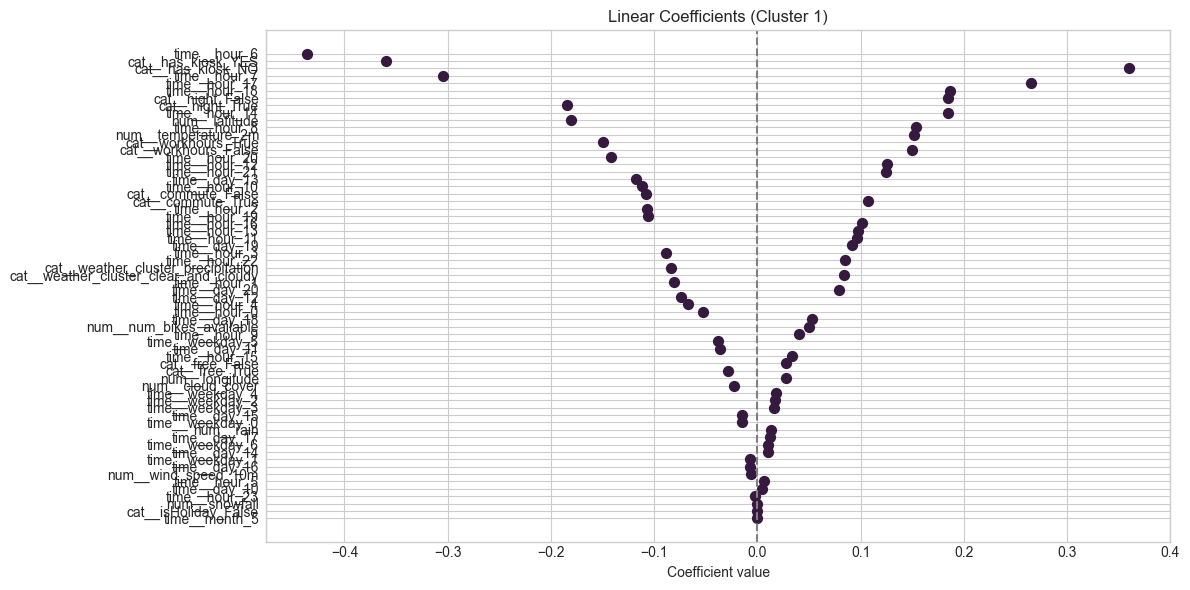 Linear Coefficients (Cluster 1)
time__hour_6
cat__has_kiosk_YES
cat__has_kiosk_NO
time__hour_7
time__hour_17
time__hour_18
cat__night_False
cat__night_True
time__hour_14
num__latitude
time__hour_8
num__temperature_2m
cat__workhours_True
cat__workhours_False
time__hour_20
time__hour_12
time__hour_21
time__day_13
time__hour_10
cat__commute_False
cat__commute_True
time__hour_2
time__hour_19
time__hour_16
time__hour_13
time__hour_11
time__day_19
time__hour_3
time__hour_22
cat__weather_cluster_precipitation
cat__weather_cluster_clear_and_cloudy
time__hour_1
time__day_20
time__day_12
time__hour_4
time__hour_0
time__day_18
num__num_bikes_available
time__hour_9
time__weekday_5
time__day_11
time__hour_15
cat__free_False
cat__free_True
num__longitude
num__cloud_cover
time__weekday_4
time__weekday_2
time__weekday_3
time__day_15
time__weekday_0
num__rain
time__day_17
time__weekday_6
time__day_14
time__weekday_1
time__day_16
num__wind_speed_10m
time__hour_5
time__day_10
time__hour_23
num__snowfall
cat__isHoliday_False
time__month_5
−0.4 −0.3 −0.2 −0.1 0.0 0.1 0.2 0.3 0.4
Coefficient value